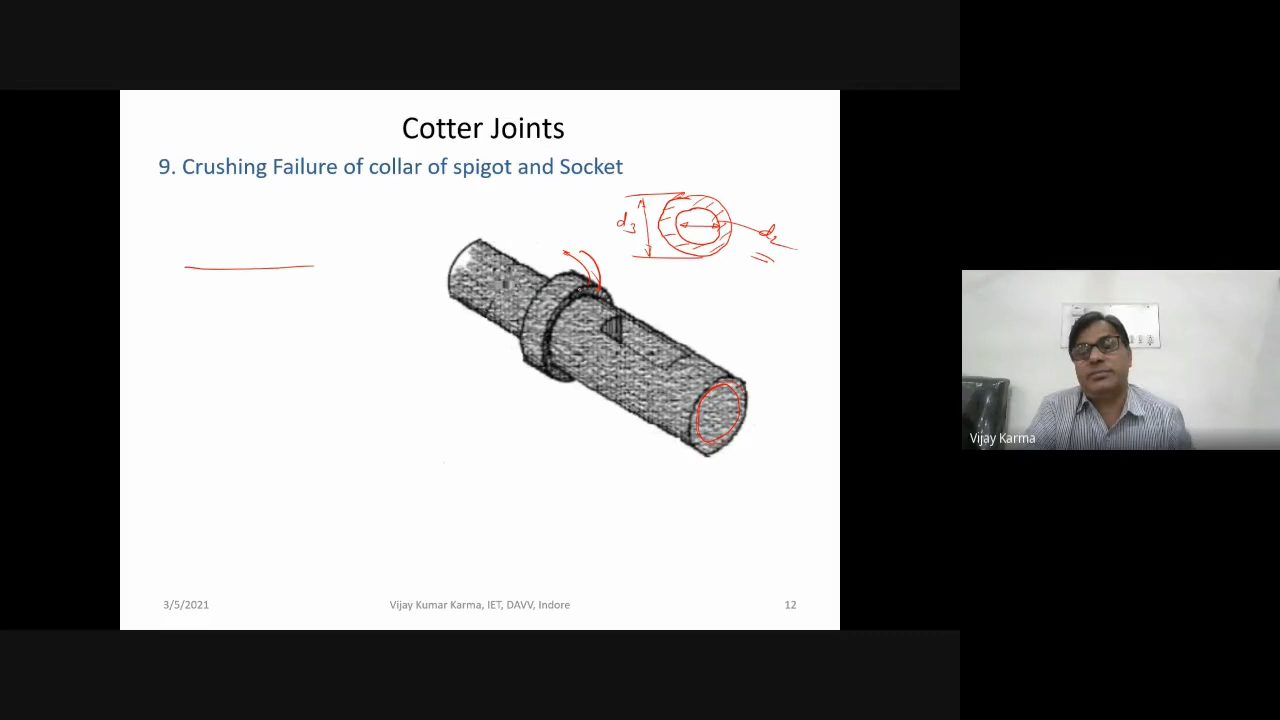 Cotter Joints
9. Crushing Failure of collar of spigot and Socket
d3
d2
Vijay Karma
3/5/2021
Vijay Kumar Karma, IET, DAVV, Indore
12